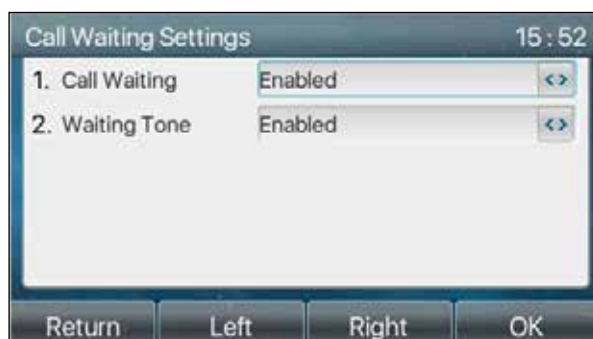 Call Waiting Settings 15:52
1. Call Waiting Enabled
2. Waiting Tone Enabled
Return Left Right OK